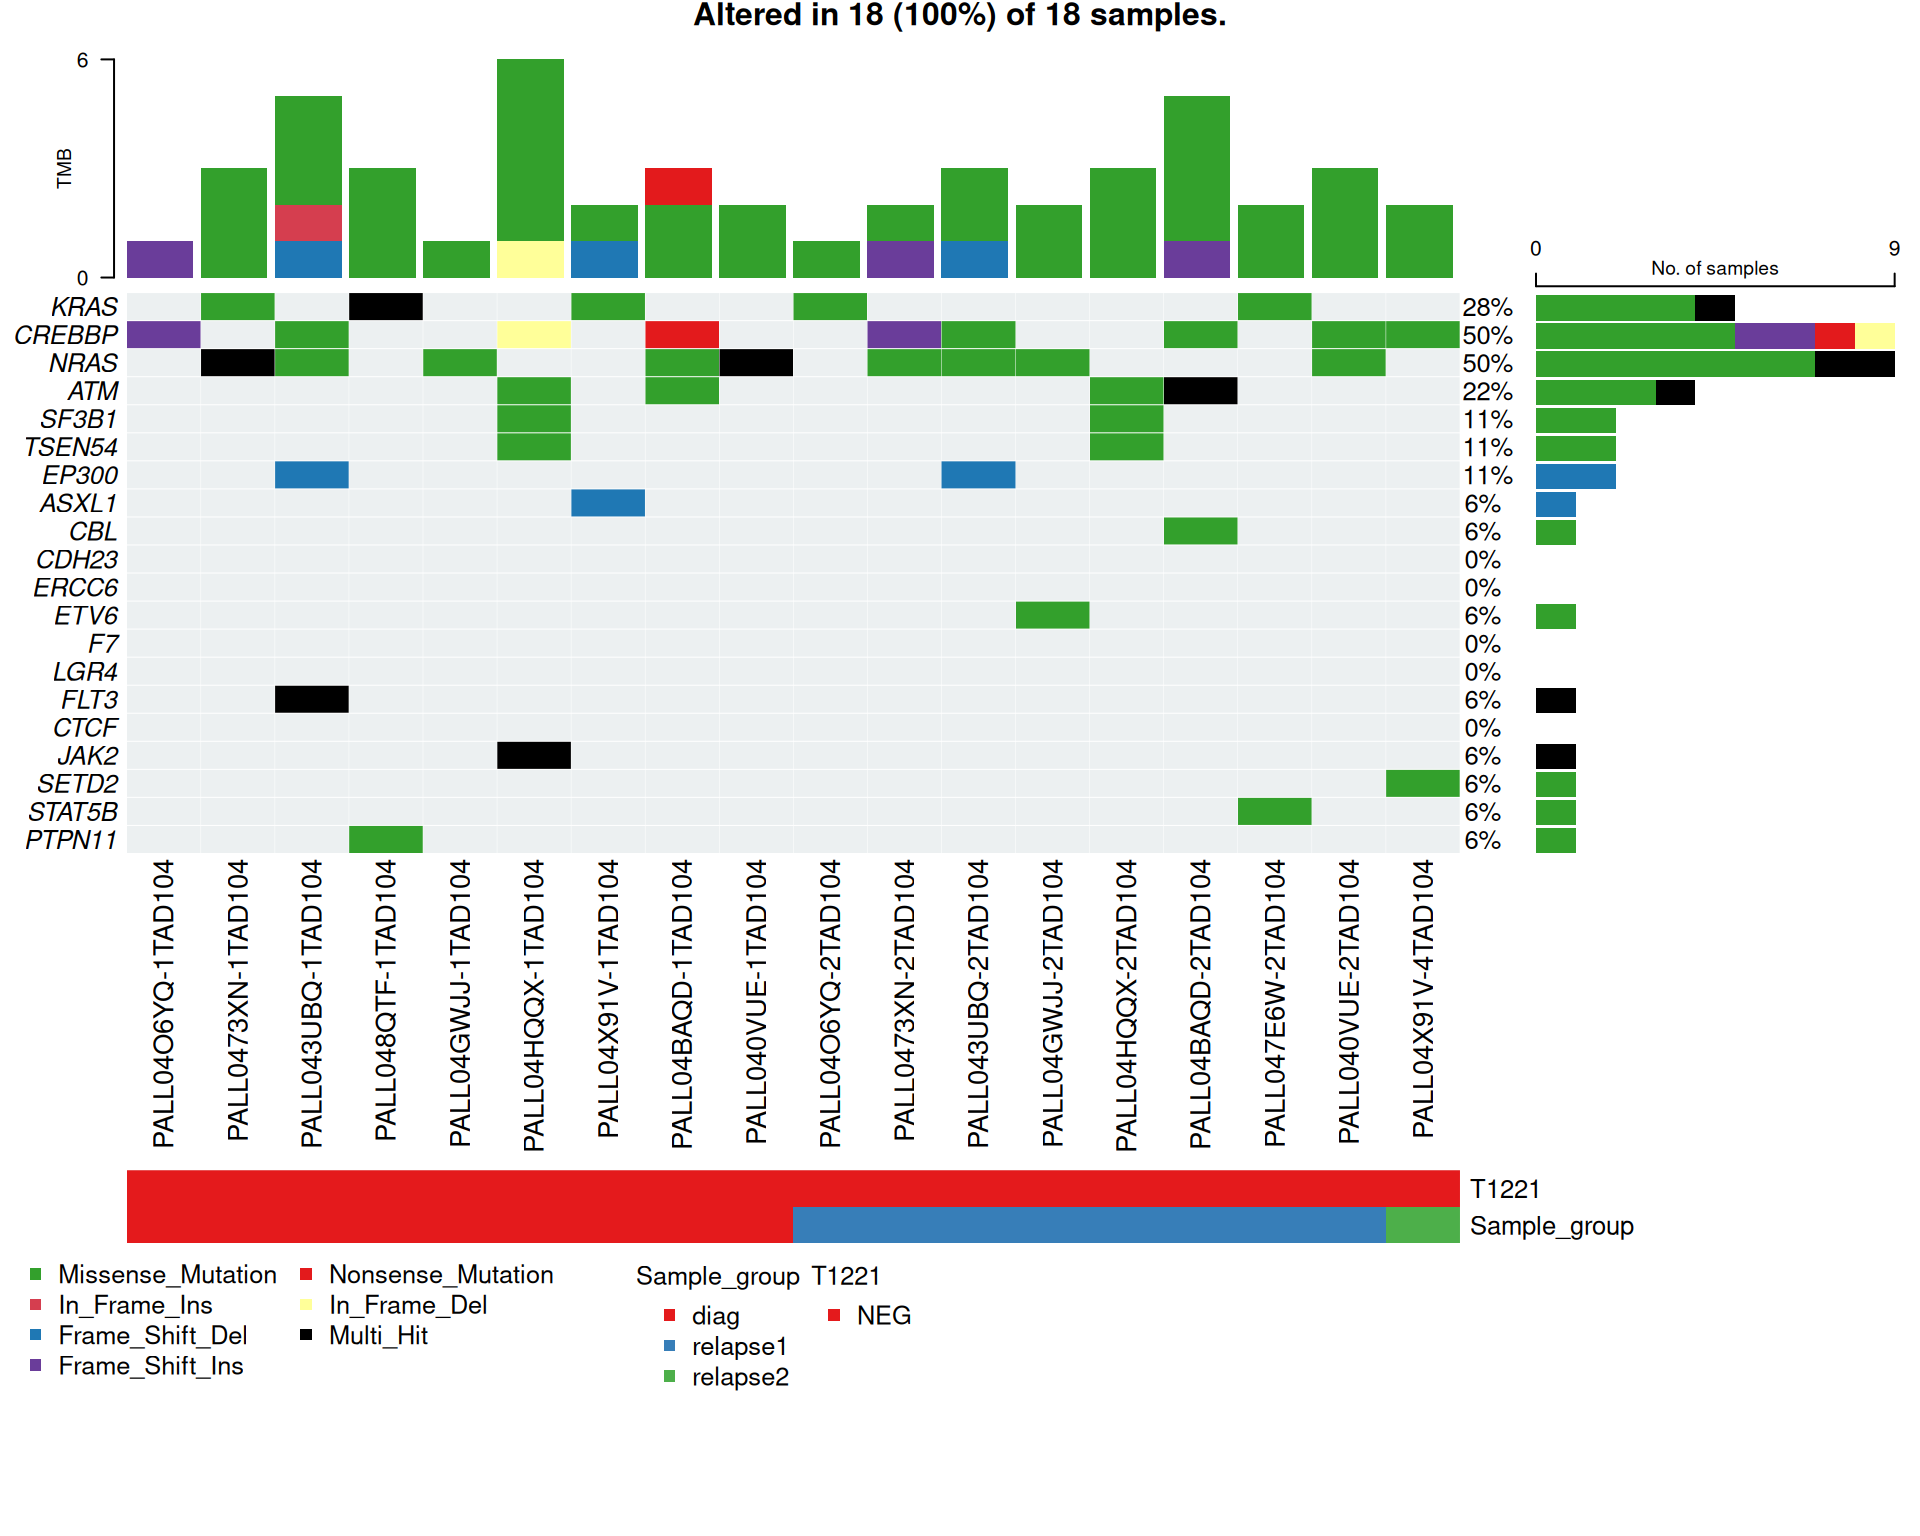 Altered in 18 (100%) of 18 samples.
6
TMB
0
0 9
No. of samples
KRAS 28%
CREBBP 50%
NRAS 50%
ATM 22%
SF3B1 11%
TSEN54 11%
EP300 11%
ASXL1 6%
CBL 6%
CDH23 0%
ERCC6 0%
ETV6 6%
F7 0%
LGR4 0%
FLT3 6%
CTCF 0%
JAK2 6%
SETD2 6%
STAT5B 6%
PTPN11 6%
PALL04O6YQ-1TAD104
PALL0473XN-1TAD104
PALL043UBQ-1TAD104
PALL048QTF-1TAD104
PALL04GWJJ-1TAD104
PALL04HQQX-1TAD104
PALL04X91V-1TAD104
PALL04BAQD-1TAD104
PALL040VUE-1TAD104
PALL04O6YQ-2TAD104
PALL0473XN-2TAD104
PALL043UBQ-2TAD104
PALL04GWJJ-2TAD104
PALL04HQQX-2TAD104
PALL04BAQD-2TAD104
PALL047E6W-2TAD104
PALL040VUE-2TAD104
PALL04X91V-4TAD104
T1221
Sample_group
Missense_Mutation
In_Frame_Ins
Frame_Shift_Del
Frame_Shift_Ins
Nonsense_Mutation
In_Frame_Del
Multi_Hit
Sample_group
diag
relapse1
relapse2
T1221
NEG